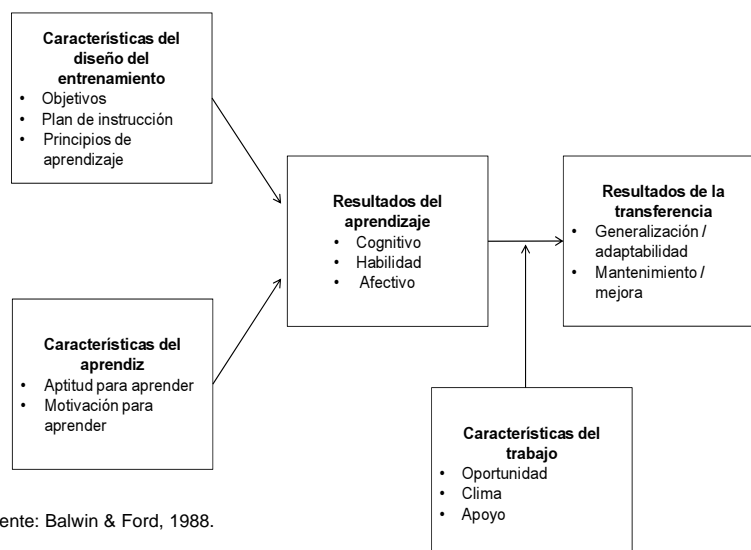 Características del
diseño del
entrenamiento
• Objetivos
• Plan de instrucción
• Principios de
aprendizaje
Resultados del
aprendizaje
• Cognitivo
• Habilidad
• Afectivo
Resultados de la
transferencia
• Generalización /
adaptabilidad
• Mantenimiento /
mejora
Características del
aprendiz
• Aptitud para aprender
• Motivación para
aprender
Características del
trabajo
• Oportunidad
• Clima
• Apoyo
ente: Balwin & Ford, 1988.